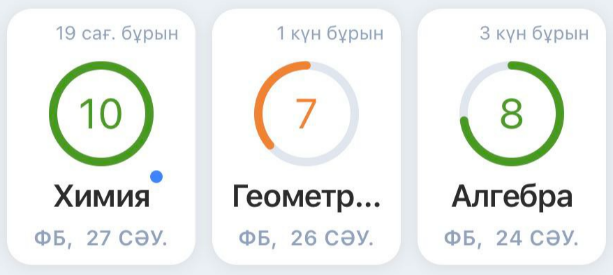 19 сағ. бұрын
10
Химия
ФБ, 27 СӘУ.
1 күн бұрын
7
Геометр...
ФБ, 26 СӘУ.
3 күн бұрын
8
Алгебра
ФБ, 24 СӘУ.